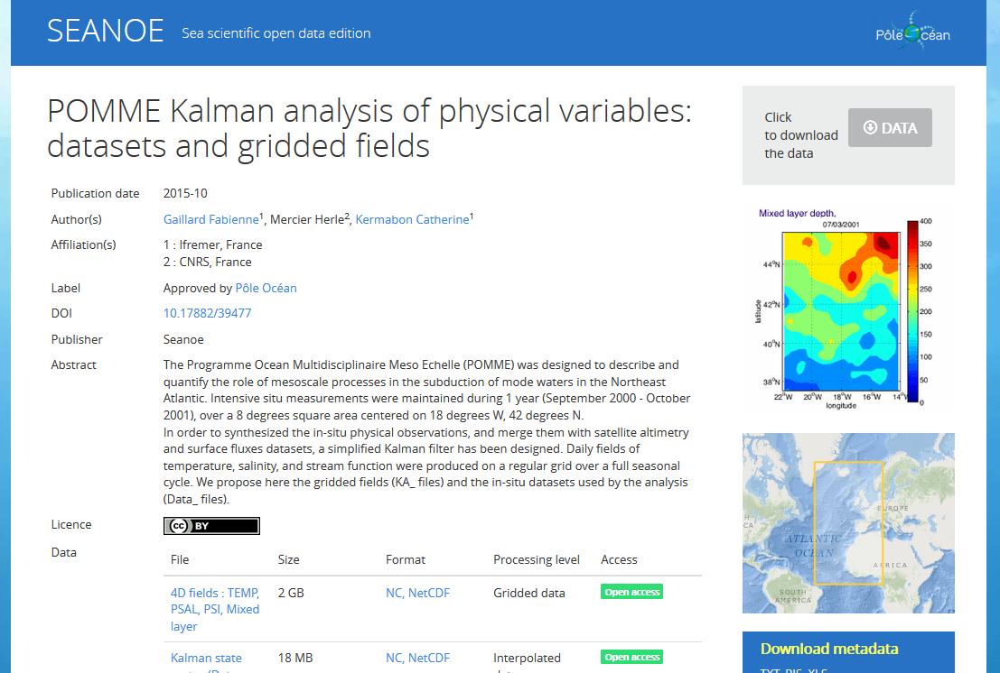 SEANOE Sea scientific open data edition
Pôle Océan
POMME Kalman analysis of physical variables:
datasets and gridded fields
Publication date 2015-10
Author(s) Gaillard Fabienne1, Mercier Herle2, Kermabon Catherine1
Affiliation(s) 1 : Ifremer, France
2 : CNRS, France
Label Approved by Pôle Océan
DOI 10.17882/39477
Publisher Seanoe
Abstract The Programme Ocean Multidisciplinaire Meso Echelle (POMME) was designed to describe and
quantify the role of mesoscale processes in the subduction of mode waters in the Northeast
Atlantic. Intensive situ measurements were maintained during 1 year (September 2000 - October
2001), over a 8 degrees square area centered on 18 degrees W, 42 degrees N.
In order to synthesized the in-situ physical observations, and merge them with satellite altimetry
and surface fluxes datasets, a simplified Kalman filter has been designed. Daily fields of
temperature, salinity, and stream function were produced on a regular grid over a full seasonal
cycle. We propose here the gridded fields (KA_ files) and the in-situ datasets used by the analysis
(Data_ files).
Licence cc BY
Data File Size Format Processing level Access
4D fields : TEMP, 2 GB NC, NetCDF Gridded data Open access
PSAL, PSI, Mixed
layer
Kalman state 18 MB NC, NetCDF Interpolated Open access
Click
to download
the data
DATA
Mixed layer depth,
07/03/2001
400
350
300
250
200
150
100
50
0
44°N
42°N
40°N
38°N
latitude
22°W 20°W 18°W 16°W 14°W
longitude
EUROPE
ATLANTIC
OCEAN
AFRICA
SOUTH
AMERICA
H
CA
Download metadata
TXT, RIS, XLS